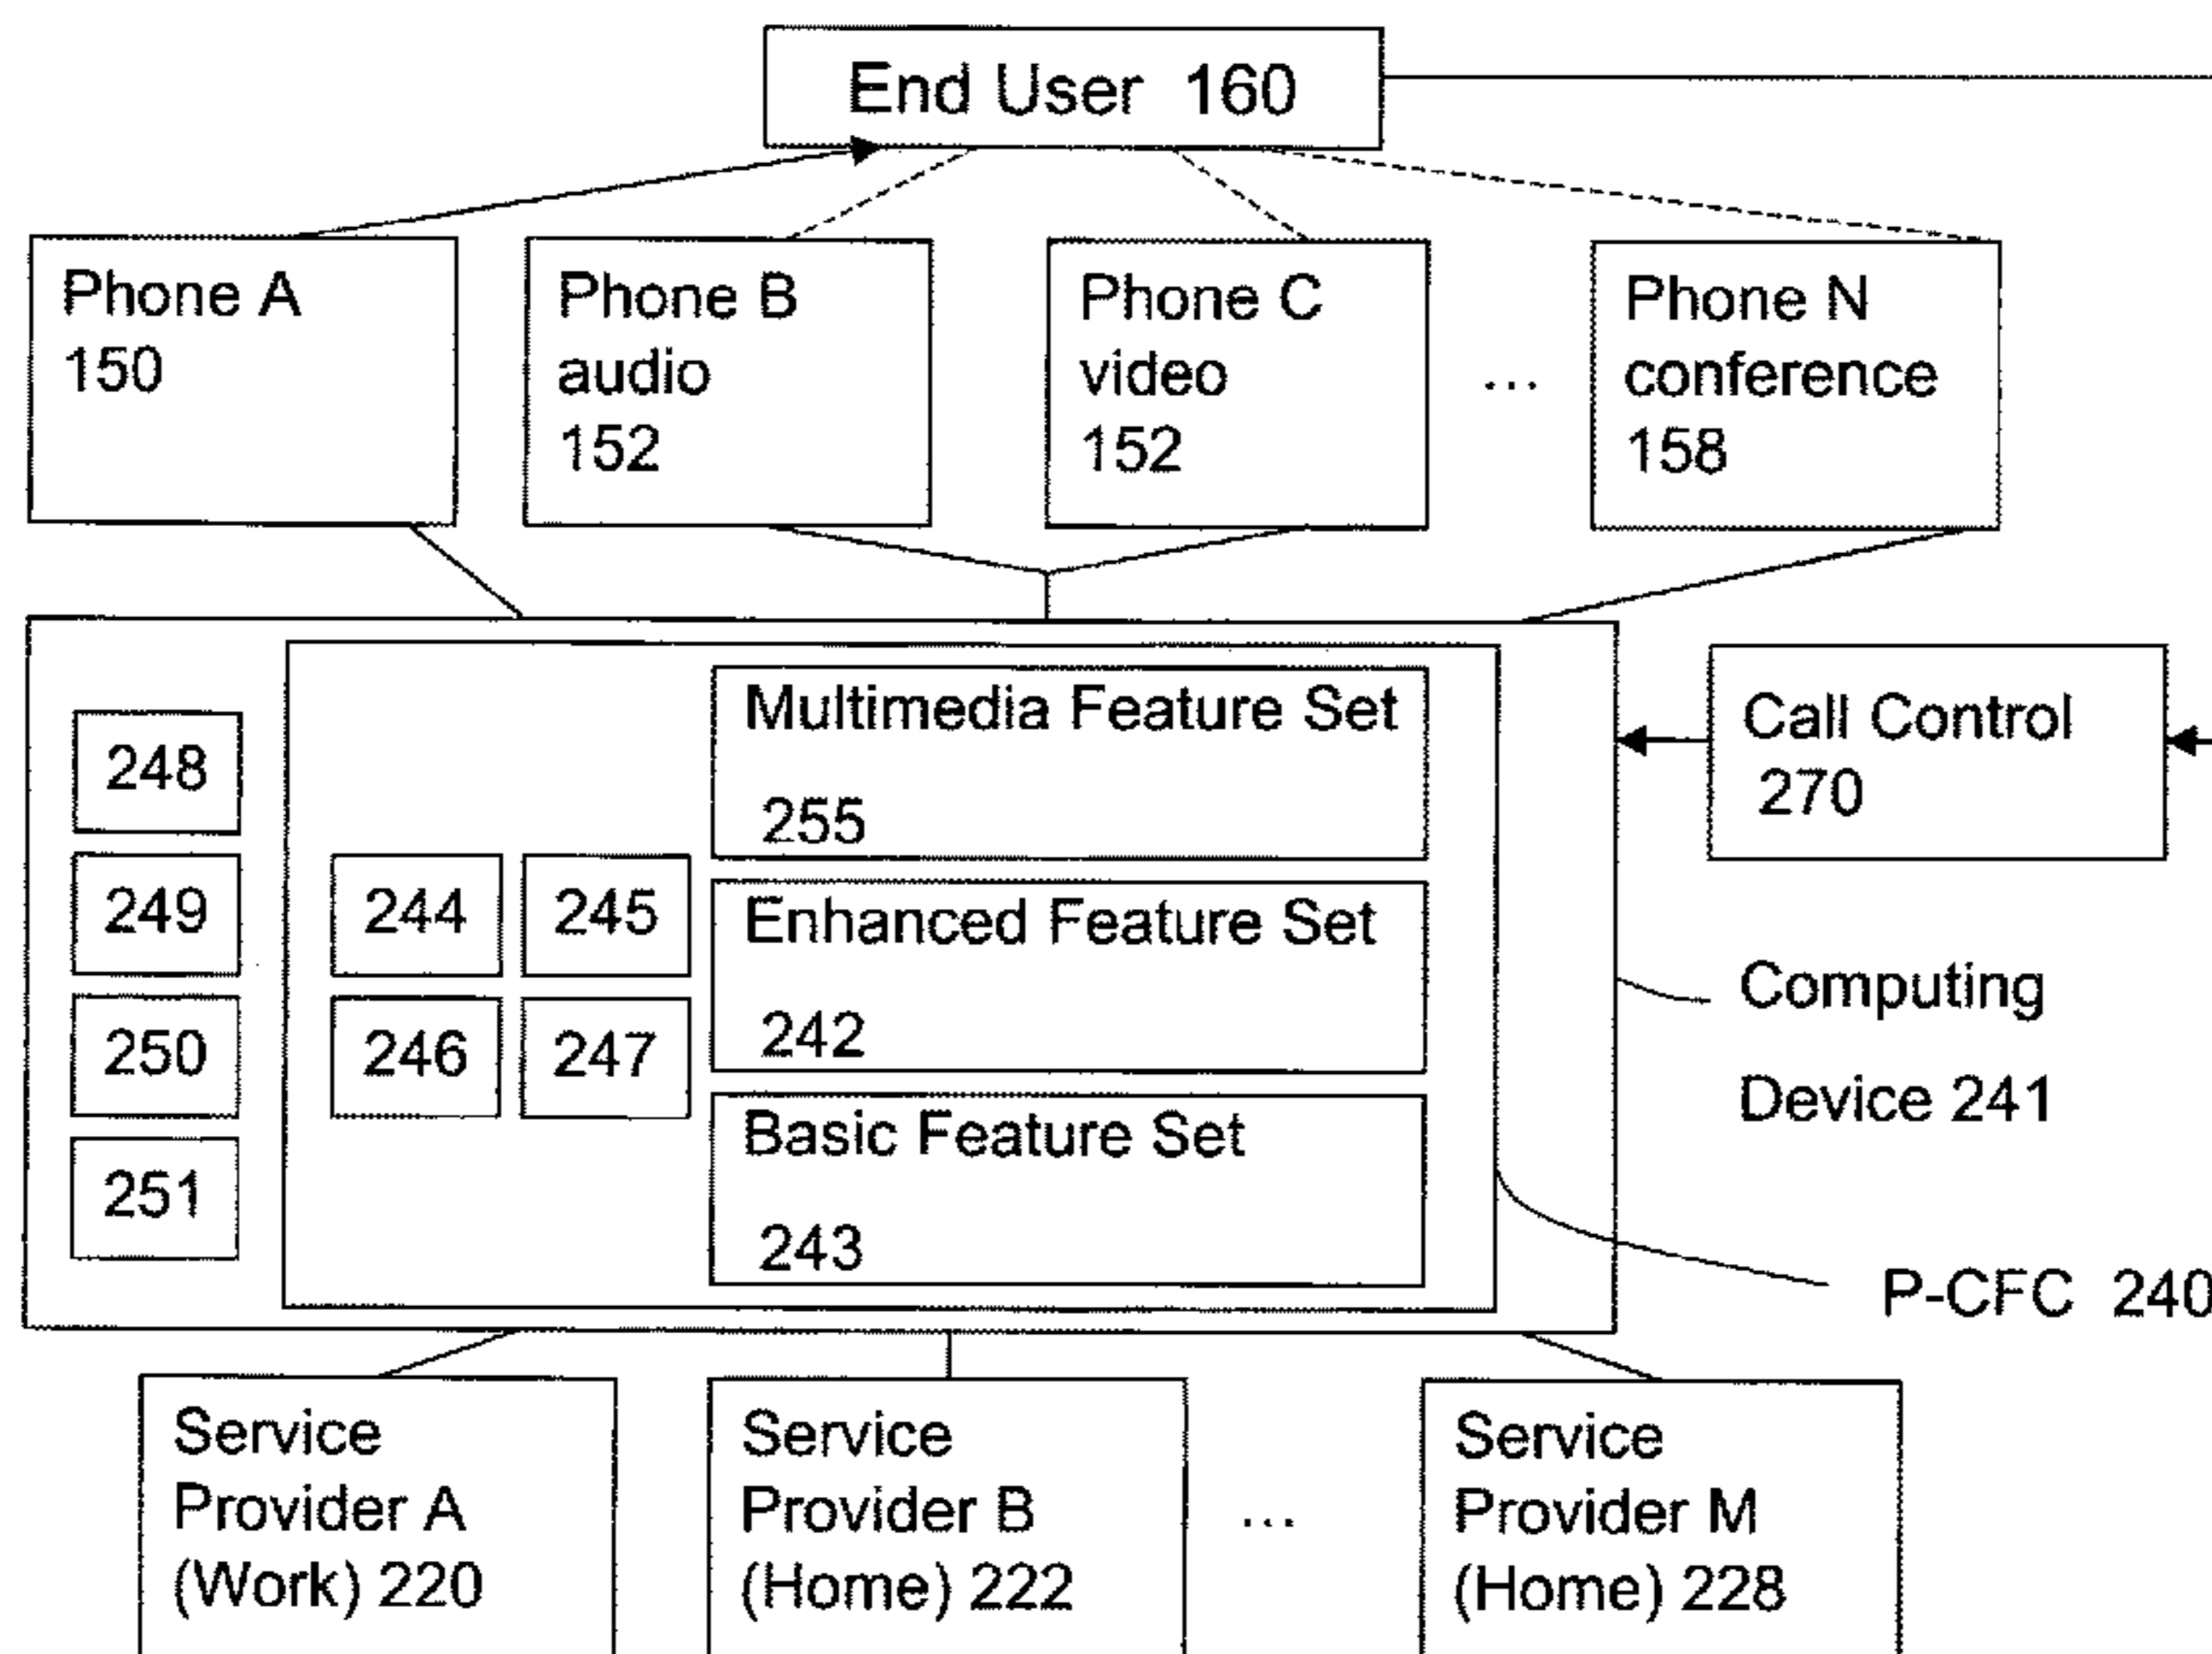 End User 160
Phone A
150
Phone B
audio
152
Phone C
video
152
...
Phone N
conference
158
248
249
250
251
244
245
246
247
Multimedia Feature Set
255
Enhanced Feature Set
242
Basic Feature Set
243
Call Control
270
Computing
Device 241
P-CFC 240
Service
Provider A
(Work) 220
Service
Provider B
(Home) 222
...
Service
Provider M
(Home) 228